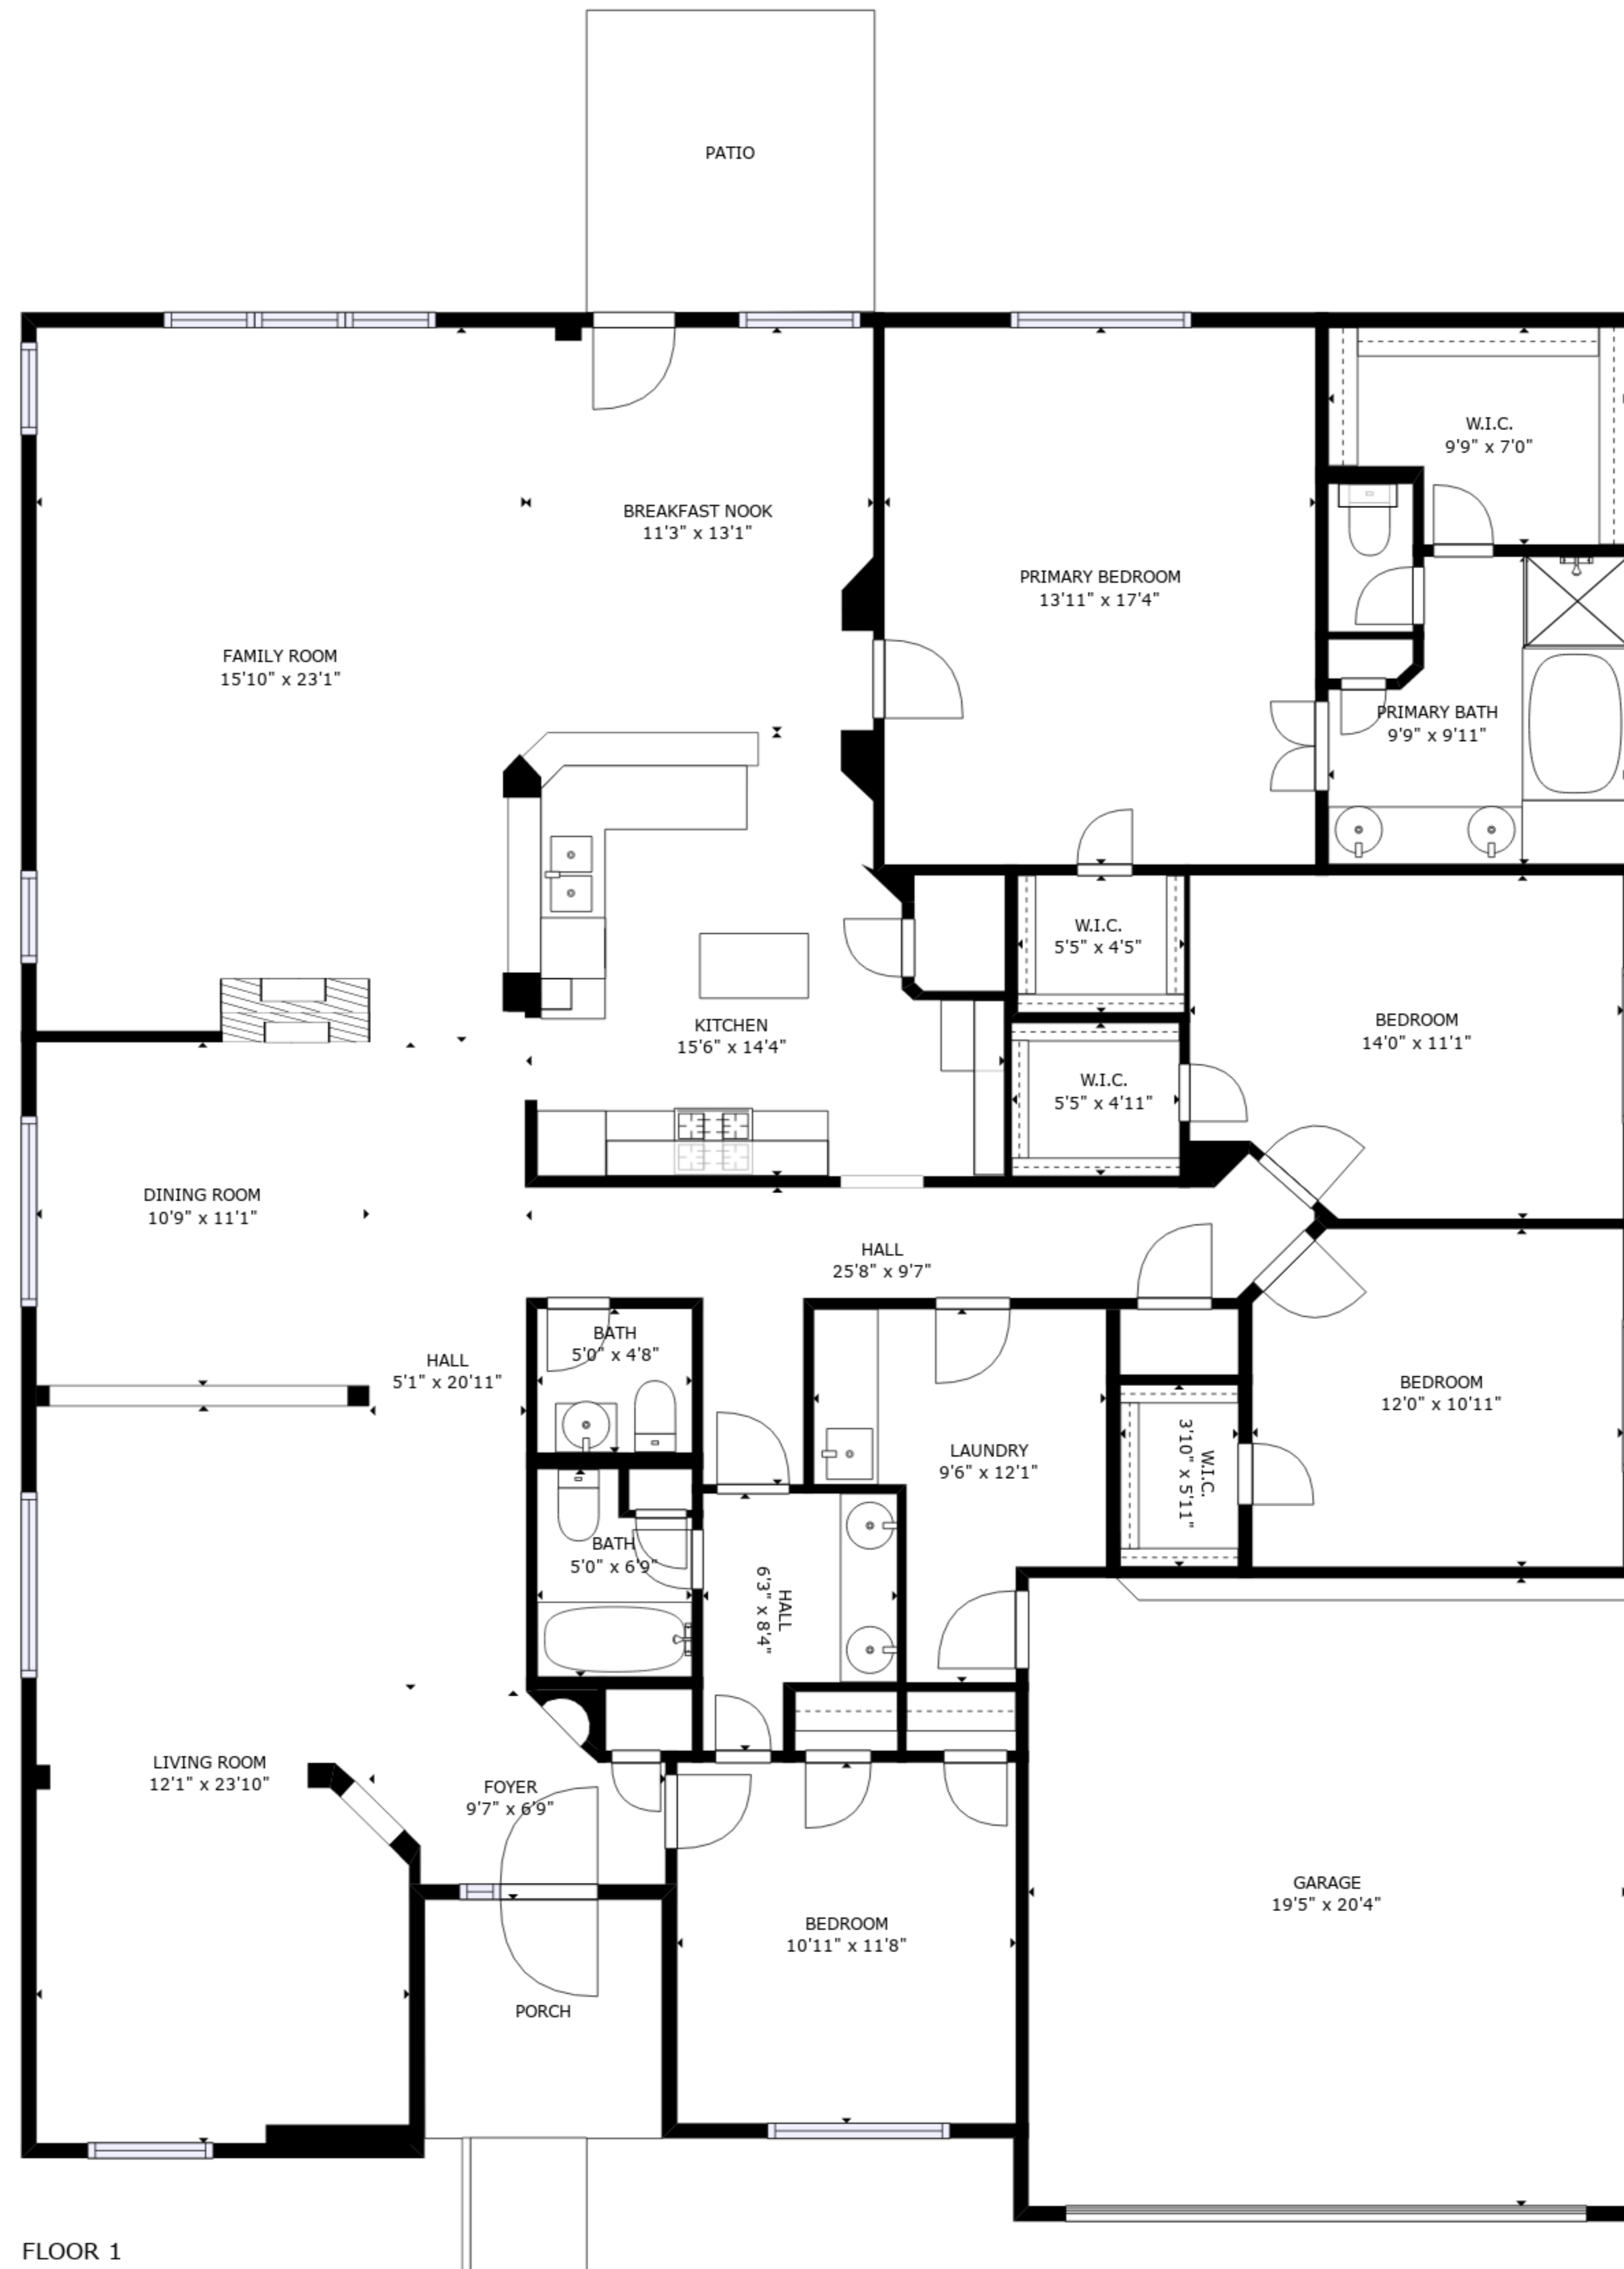 PATIO
W.I.C.
9'9" x 7'0"
BREAKFAST NOOK
11'3" x 13'1"
PRIMARY BEDROOM
13'11" x 17'4"
FAMILY ROOM
15'10" x 23'1"
PRIMARY BATH
9'9" x 9'11"
W.I.C.
5'5" x 4'5"
KITCHEN
15'6" x 14'4"
BEDROOM
14'0" x 11'1"
W.I.C.
5'5" x 4'11"
DINING ROOM
10'9" x 11'1"
HALL
25'8" x 9'7"
BATH
5'0" x 4'8"
HALL
5'1" x 20'11"
BEDROOM
12'0" x 10'11"
LAUNDRY
9'6" x 12'1"
W.I.C.
3'10" x 5'11"
BATH
5'0" x 6'9"
HALL
6'3" x 8'4"
LIVING ROOM
12'1" x 23'10"
FOYER
9'7" x 6'9"
GARAGE
19'5" x 20'4"
BEDROOM
10'11" x 11'8"
PORCH
FLOOR 1